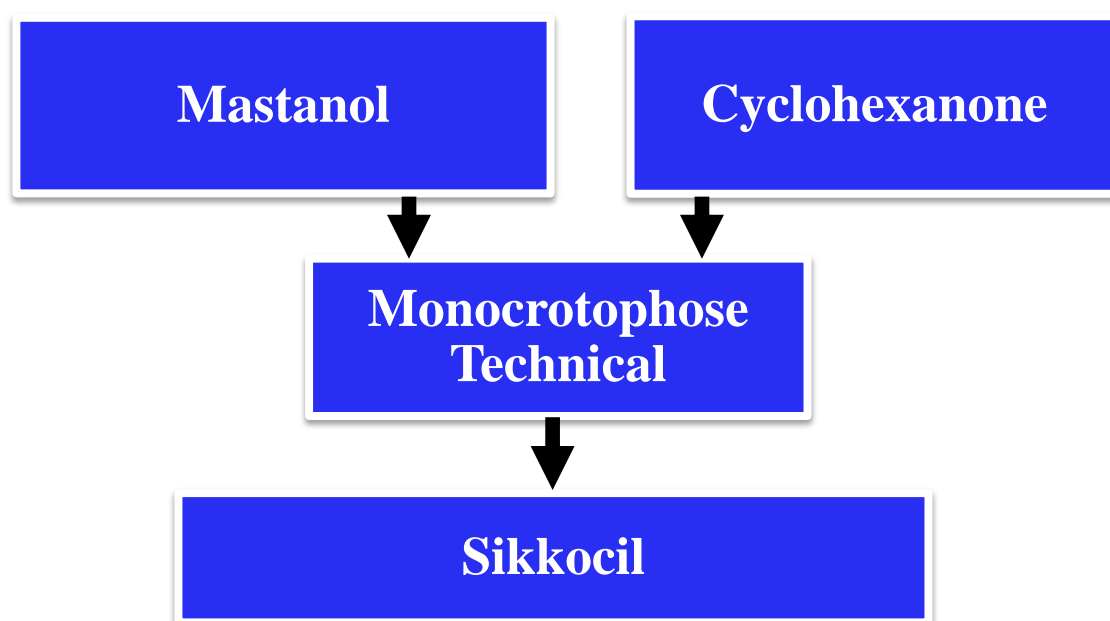 Mastanol
Cyclohexanone
Monocrotophose
Technical
Sikkocil